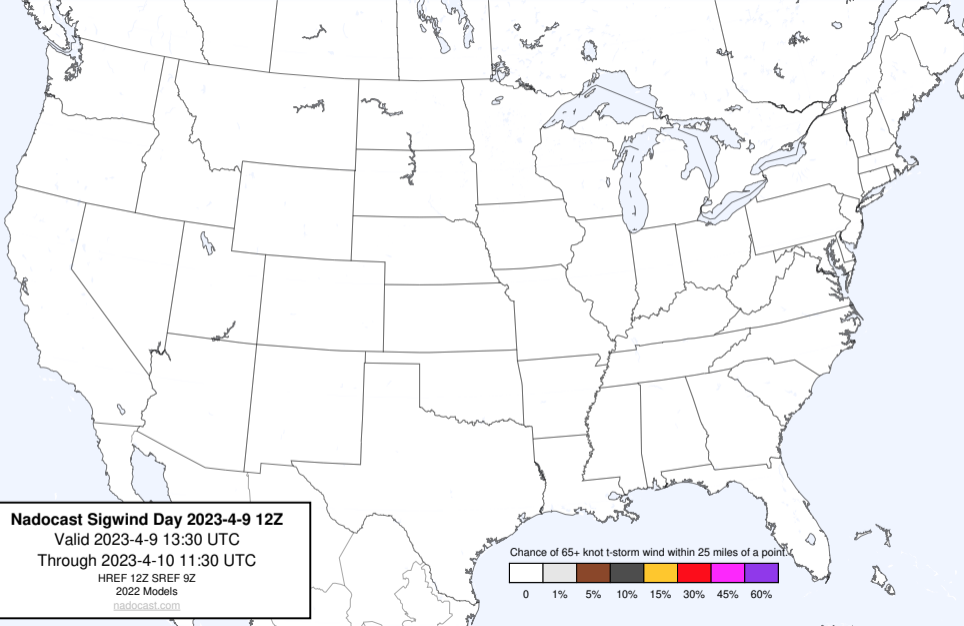 Nadocast Sigwind Day 2023-4-9 12Z
Valid 2023-4-9 13:30 UTC
Through 2023-4-10 11:30 UTC
HREF 12Z SREF 9Z
2022 Models
nadocast.com
Chance of 65+ knot t-storm wind within 25 miles of a point.
0 1% 5% 10% 15% 30% 45% 60%